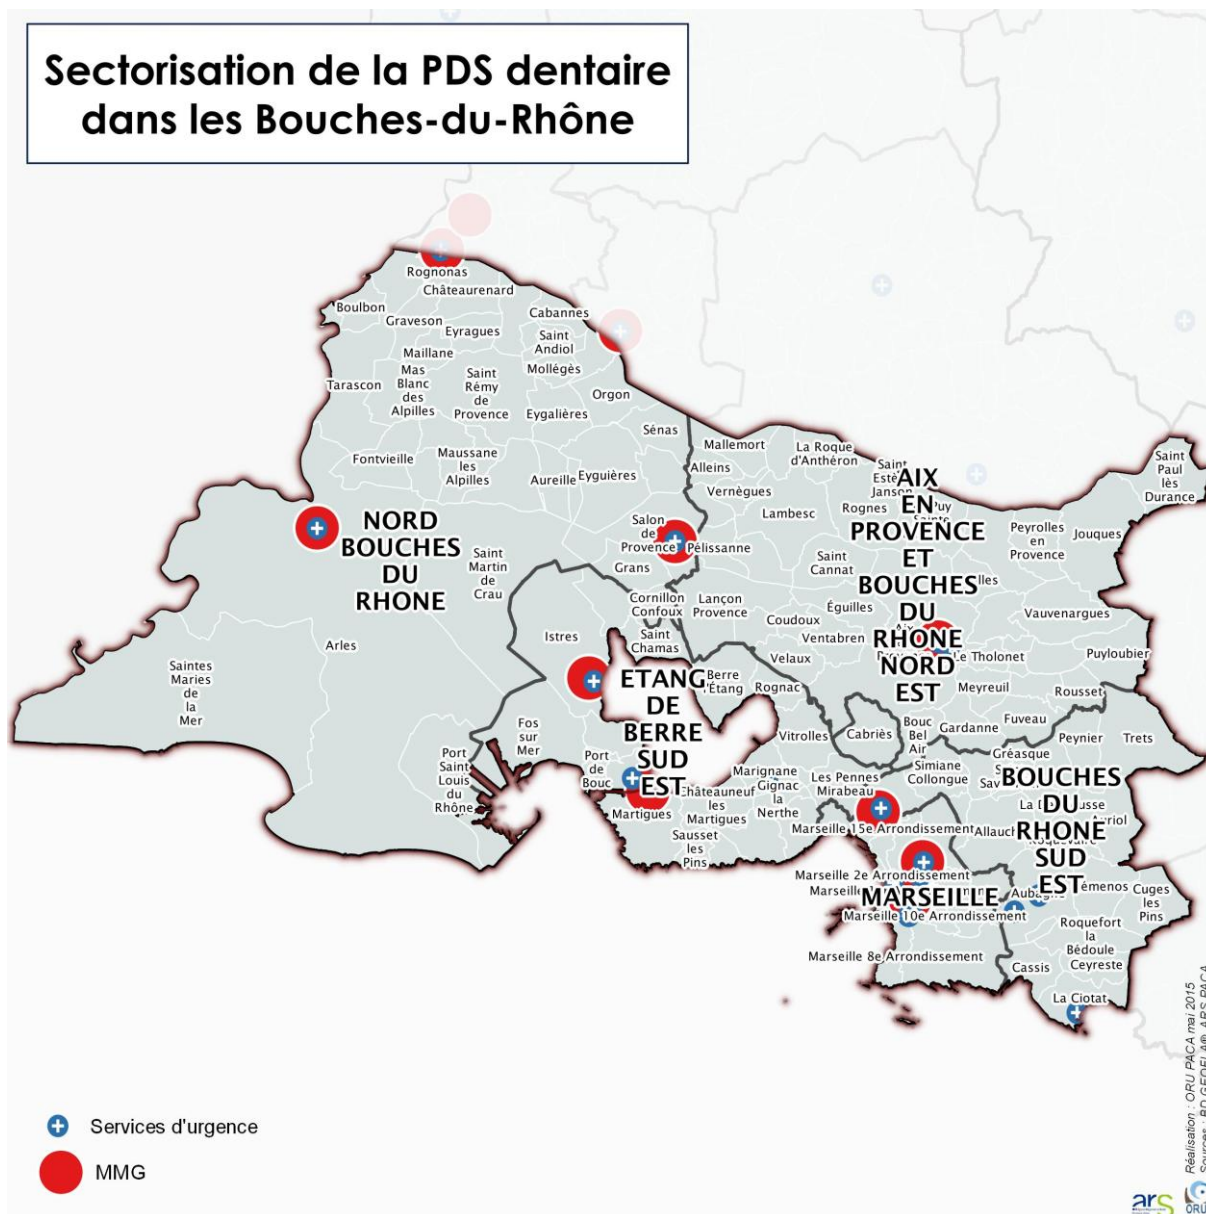 Sectorisation de la PDS dentaire
dans les Bouches-du-Rhône
Rognonas
Châteaurenard
Boulbon
Graveson
Eyragues
Cabannes
Saint
Andiol
Maillane
Mollégès
Mas
Blanc
des
Alpilles
Saint
Rémy
de
Provence
Tarascon
Eygalières
Orgon
Sénas
Mallemort
La Roque
d'Anthéron
Saint
Paul
lès
Durance
Fontvieille
Maussane
les
Alpilles
Aureille
Eyguières
Alleins
Vernègues
Lambesc
Rognes
Janson
Peyrolles
en
Provence
Jouques
AIX
EN
PROVENCE
ET
BOUCHES
DU
RHONE
NORD
EST
NORD
BOUCHES
DU
RHONE
Salon
de
Provence
Pélissanne
Grans
Saint
Martin
de
Crau
Saint
Cannat
Cornillon
Confoux
Lançon
Provence
Éguilles
Coudoux
Ventabren
Vauvenargues
Istres
Saint
Chamas
Arles
Velaux
Le Tholonet
Puyloubier
Saintes
Maries
de
la
Mer
ETANG
DE
BERRE
SUD
EST
Berre
l'Étang
Rognac
Meyreuil
Rousset
Fos
sur
Mer
Vitrolles
Cabriès
Bouc
Bel
Air
Gardanne
Fuveau
Gréasque
Peynier
Trets
Port
Saint
Louis
du
Rhône
Port
de
Bouc
Marignane
Gignac
la
Nerthe
Les Pennes
Mirabeau
Simiane
Collongue
BOUCHES
DU
RHONE
SUD
EST
Martigues
Châteauneuf
les
Martigues
Sausset
les
Pins
Marseille 15e Arrondissement
Allauch
Marseille 2e Arrondissement
MARSEILLE
Marseille 10e Arrondissement
Marseille 8e Arrondissement
Cuges
les
Pins
Roquefort
la
Bédoule
Ceyreste
Cassis
La Ciotat
Services d'urgence
MMG
Réalisation : ORU PACA mai 2015
ars
ORU